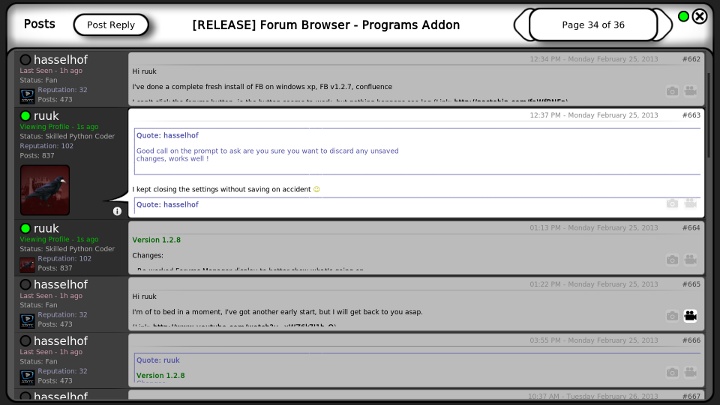 Posts
Post Reply
[RELEASE] Forum Browser - Programs Addon
Page 34 of 36
hasselhof
Last Seen - 1h ago
Status: Fan
Reputation: 32
Posts: 473
12:34 PM - Monday February 25, 2013
#662
Hi ruuk
I've done a complete fresh install of FB on windows xp, FB v1.2.7, confluence
ruuk
Viewing Profile - 1s ago
Status: Skilled Python Coder
Reputation: 102
Posts: 837
12:37 PM - Monday February 25, 2013
#663
Quote: hasselhof
Good call on the prompt to ask are you sure you want to discard any unsaved
changes, works well !
I kept closing the settings without saving on accident
Quote: hasselhof
ruuk
Viewing Profile - 1s ago
Status: Skilled Python Coder
Reputation: 102
Posts: 837
01:13 PM - Monday February 25, 2013
#664
Version 1.2.8
Changes:
hasselhof
Last Seen - 1h ago
Status: Fan
Reputation: 32
Posts: 473
01:22 PM - Monday February 25, 2013
#665
Hi ruuk
I'm of to bed in a moment, I've got another early start, but I will get back to you asap.
hasselhof
Last Seen - 1h ago
Status: Fan
Reputation: 32
Posts: 473
03:55 PM - Monday February 25, 2013
#666
Quote: ruuk
Version 1.2.8
hasselhof
10:37 AM - Tuesday February 26, 2013
#667